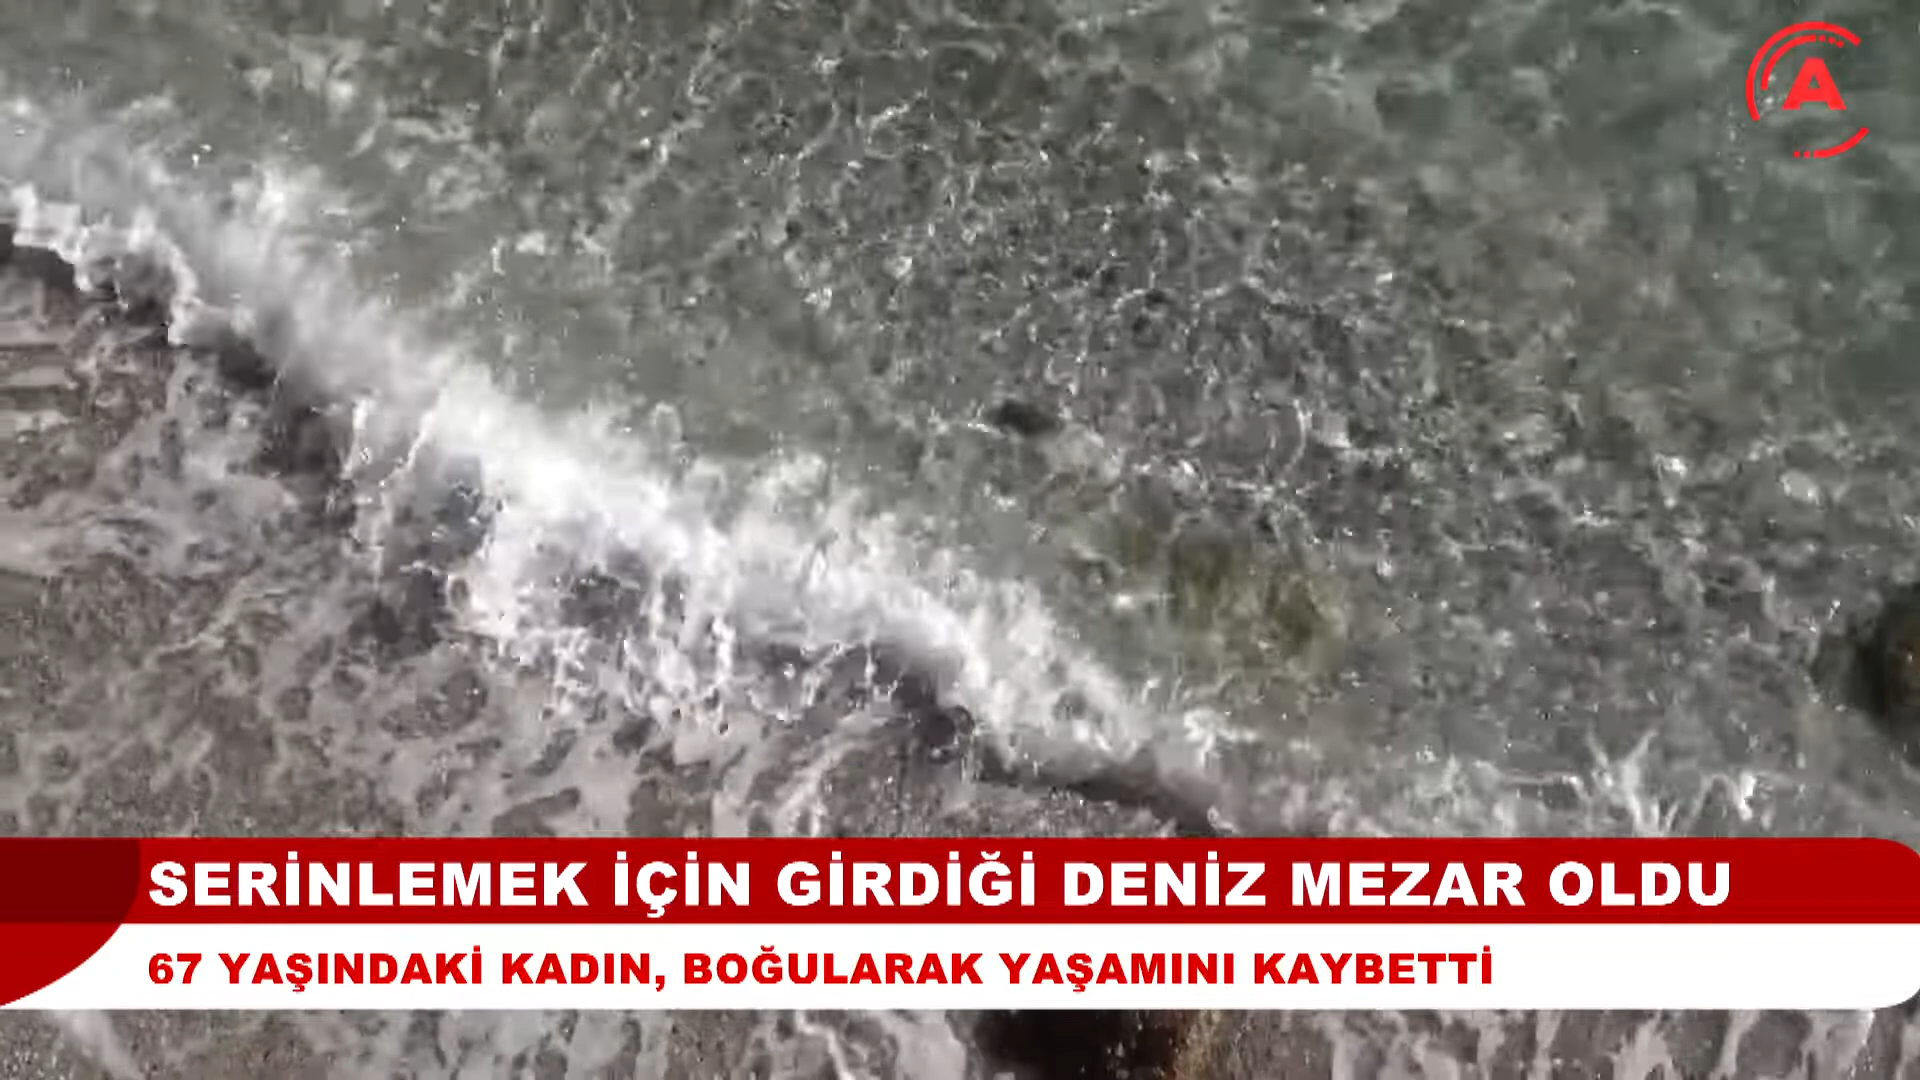 A
SERİNLEMEK İÇİN GİRDİĞİ DENİZ MEZAR OLDU
67 YAŞINDAKİ KADIN, BOĞULARAK YAŞAMINI KAYBETTİ